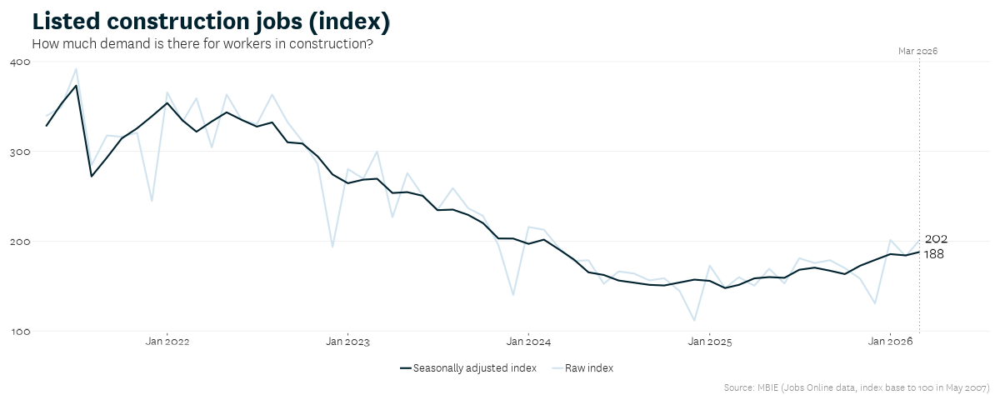 Listed construction jobs (index)
How much demand is there for workers in construction?
Mar 2026
400
300
200
100
202
188
Jan 2022
Jan 2023
Jan 2024
Jan 2025
Jan 2026
Seasonally adjusted index
Raw index
Source: MBIE (Jobs Online data, index base to 100 in May 2007)